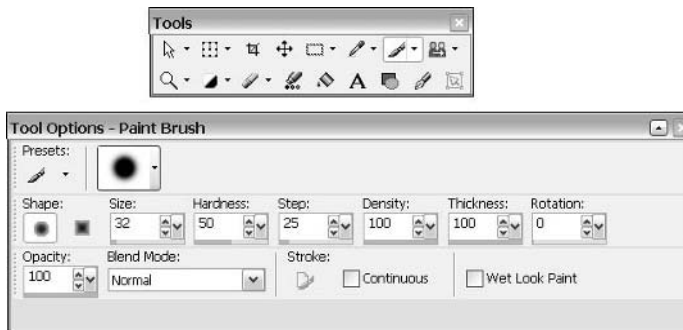 Tools
A
Tool Options - Paint Brush
Presets:
Shape: Size: Hardness: Step: Density: Thickness: Rotation:
32 50 25 100 100 0
Opacity: Blend Mode: Stroke:
100 Normal Continuous Wet Look Paint